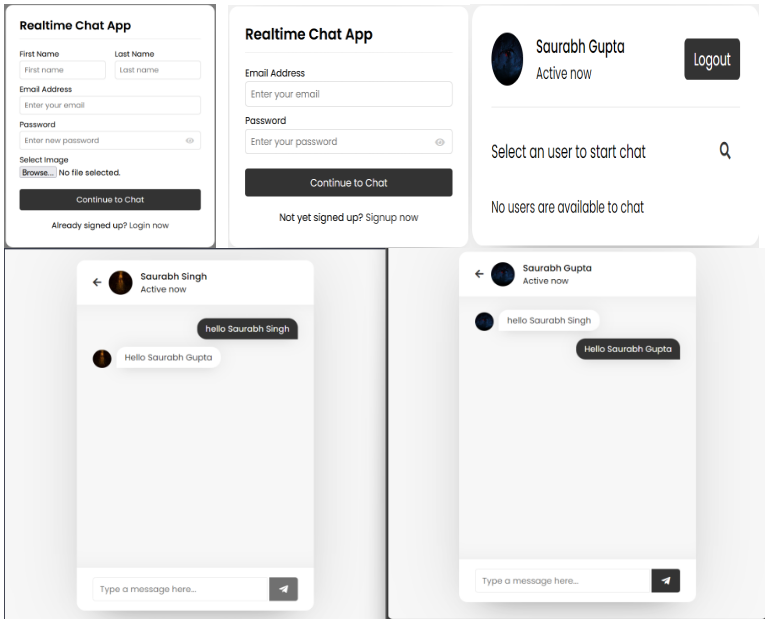 Realtime Chat App
First Name Last Name
First name Last name
Email Address
Enter your email
Password
Enter new password
Select Image
Browse... No file selected.
Continue to Chat
Already signed up? Login now
Realtime Chat App
Email Address
Enter your email
Password
Enter your password
Continue to Chat
Not yet signed up? Signup now
Saurabh Gupta
Active now
Logout
Select an user to start chat
No users are available to chat
Saurabh Singh
Active now
hello Saurabh Singh
Hello Saurabh Gupta
Type a message here...
Saurabh Gupta
Active now
hello Saurabh Singh
Hello Saurabh Gupta
Type a message here...